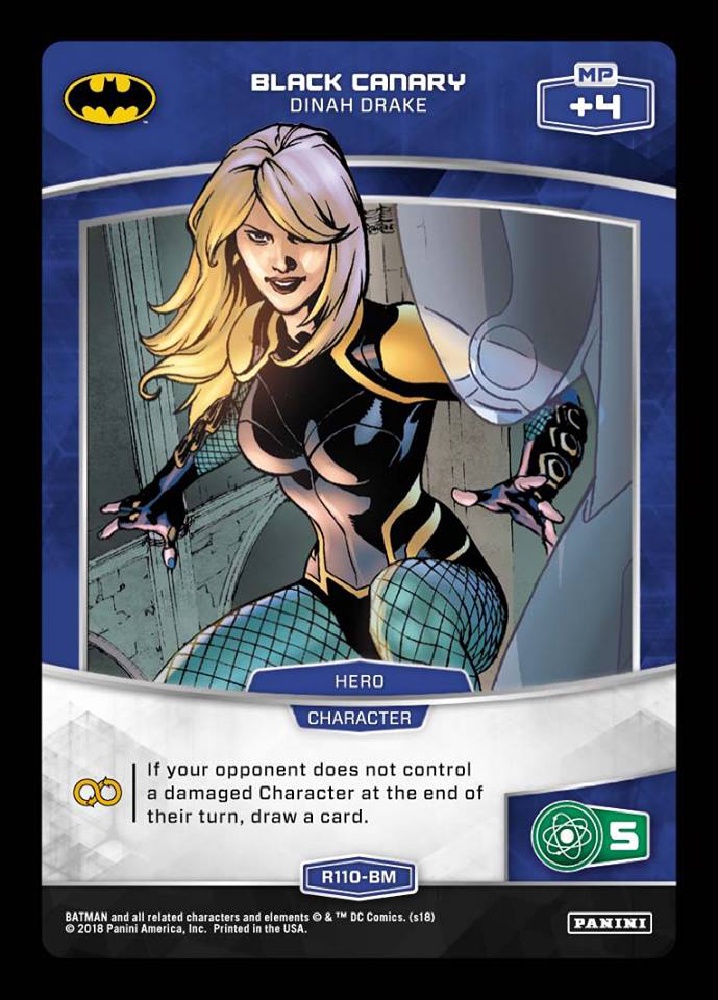 BLACK CANARY
DINAH DRAKE
MP
+4
HERO
CHARACTER
If your opponent does not control
a damaged Character at the end of
their turn, draw a card.
5
R110-BM
BATMAN and all related characters and elements © & ™ DC Comics. (s18)
© 2018 Panini America, Inc. Printed in the USA.
PANINI